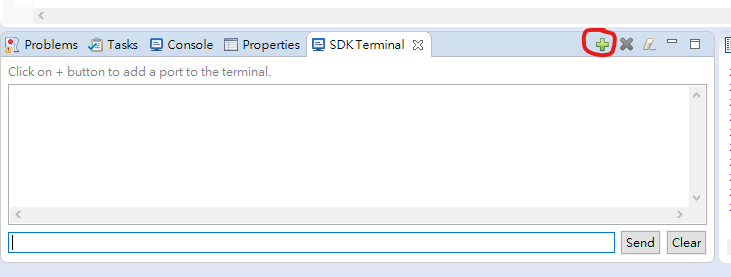 Problems Tasks Console Properties SDK Terminal
Click on + button to add a port to the terminal.
Send Clear